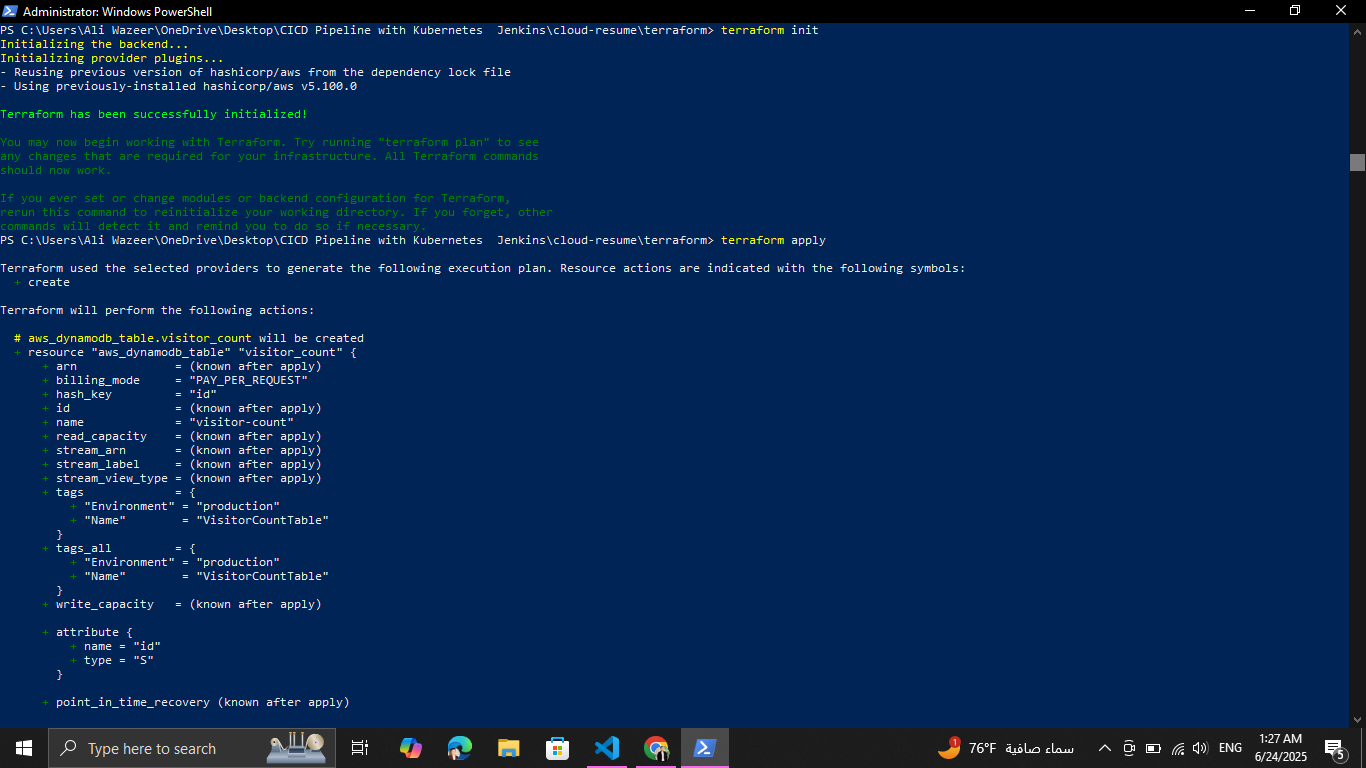 Administrator: Windows PowerShell
PS C:\Users\Ali Wazeer\OneDrive\Desktop\CICD Pipeline with Kubernetes  Jenkins\cloud-resume\terraform> terraform init
Initializing the backend...
Initializing provider plugins...
- Reusing previous version of hashicorp/aws from the dependency lock file
- Using previously-installed hashicorp/aws v5.100.0
Terraform has been successfully initialized!
You may now begin working with Terraform. Try running "terraform plan" to see
any changes that are required for your infrastructure. All Terraform commands
should now work.
If you ever set or change modules or backend configuration for Terraform,
rerun this command to reinitialize your working directory. If you forget, other
commands will detect it and remind you to do so if necessary.
PS C:\Users\Ali Wazeer\OneDrive\Desktop\CICD Pipeline with Kubernetes  Jenkins\cloud-resume\terraform> terraform apply
Terraform used the selected providers to generate the following execution plan. Resource actions are indicated with the following symbols:
  + create
Terraform will perform the following actions:
  # aws_dynamodb_table.visitor_count will be created
  + resource "aws_dynamodb_table" "visitor_count" {
      + arn              = (known after apply)
      + billing_mode     = "PAY_PER_REQUEST"
      + hash_key         = "id"
      + id               = (known after apply)
      + name             = "visitor-count"
      + read_capacity    = (known after apply)
      + stream_arn       = (known after apply)
      + stream_label     = (known after apply)
      + stream_view_type = (known after apply)
      + tags             = {
          + "Environment" = "production"
          + "Name"        = "VisitorCountTable"
        }
      + tags_all         = {
          + "Environment" = "production"
          + "Name"        = "VisitorCountTable"
        }
      + write_capacity   = (known after apply)
      + attribute {
          + name = "id"
          + type = "S"
        }
      + point_in_time_recovery (known after apply)
Type here to search
1
76°F سماء صافية
ENG
1:27 AM
6/24/2025
5